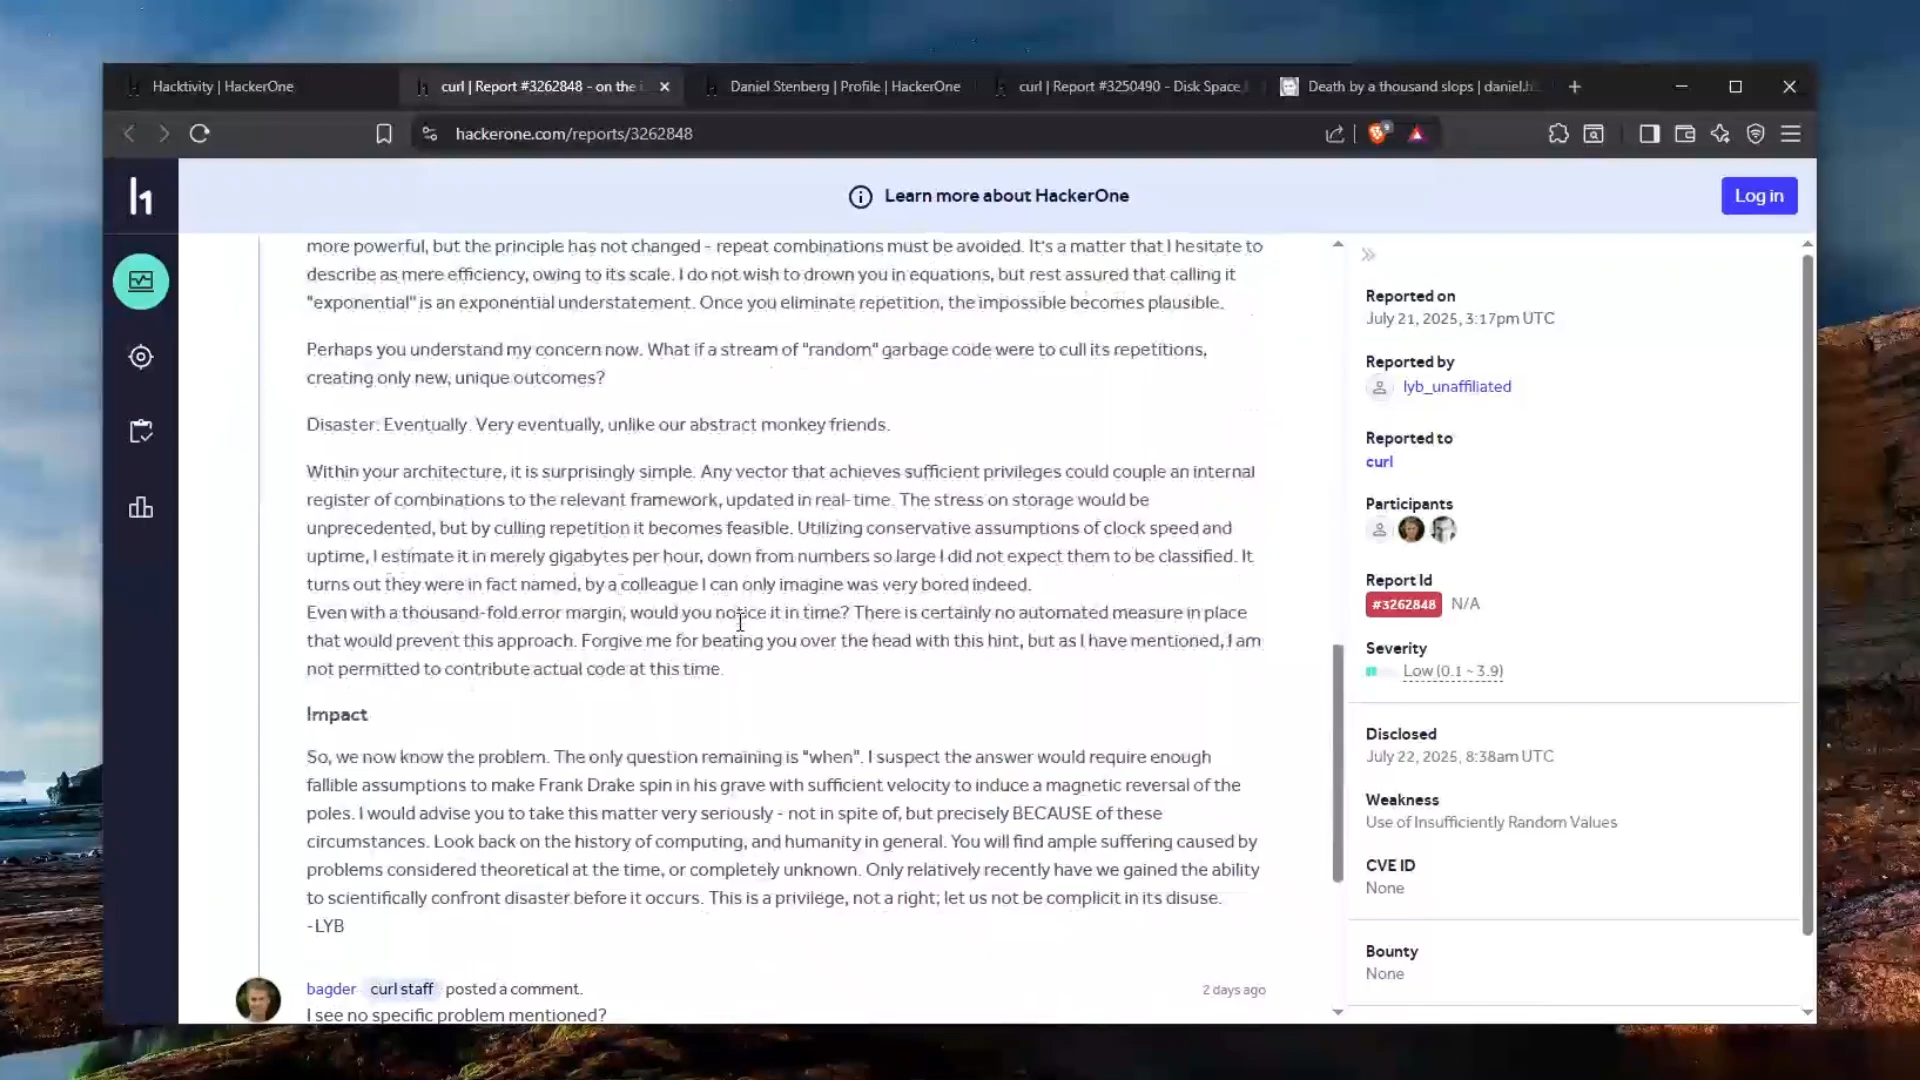 Hacktivity | HackerOne
curl | Report #3262848 - on the i
Daniel Stenberg | Profile | HackerOne
curl | Report #3250490 - Disk Space
Death by a thousand slops | daniel.h
hackerone.com/reports/3262848
9
h1
Learn more about HackerOne
Log in
more powerful, but the principle has not changed - repeat combinations must be avoided. It's a matter that I hesitate to
describe as mere efficiency, owing to its scale. I do not wish to drown you in equations, but rest assured that calling it
"exponential" is an exponential understatement. Once you eliminate repetition, the impossible becomes plausible.
Perhaps you understand my concern now. What if a stream of "random" garbage code were to cull its repetitions,
creating only new, unique outcomes?
Disaster. Eventually. Very eventually, unlike our abstract monkey friends.
Within your architecture, it is surprisingly simple. Any vector that achieves sufficient privileges could couple an internal
register of combinations to the relevant framework, updated in real-time. The stress on storage would be
unprecedented, but by culling repetition it becomes feasible. Utilizing conservative assumptions of clock speed and
uptime, I estimate it in merely gigabytes per hour, down from numbers so large I did not expect them to be classified. It
turns out they were in fact named, by a colleague I can only imagine was very bored indeed.
Even with a thousand-fold error margin, would you notice it in time? There is certainly no automated measure in place
that would prevent this approach. Forgive me for beating you over the head with this hint, but as I have mentioned, I am
not permitted to contribute actual code at this time.
Impact
So, we now know the problem. The only question remaining is "when". I suspect the answer would require enough
fallible assumptions to make Frank Drake spin in his grave with sufficient velocity to induce a magnetic reversal of the
poles. I would advise you to take this matter very seriously - not in spite of, but precisely BECAUSE of these
circumstances. Look back on the history of computing, and humanity in general. You will find ample suffering caused by
problems considered theoretical at the time, or completely unknown. Only relatively recently have we gained the ability
to scientifically confront disaster before it occurs. This is a privilege, not a right; let us not be complicit in its disuse.
-LYB
bagder curl staff posted a comment.
2 days ago
I see no specific problem mentioned?
Reported on
July 21, 2025, 3:17pm UTC
Reported by
lyb_unaffiliated
Reported to
curl
Participants
Report Id
#3262848 N/A
Severity
Low (0.1 ~ 3.9)
Disclosed
July 22, 2025, 8:38am UTC
Weakness
Use of Insufficiently Random Values
CVE ID
None
Bounty
None